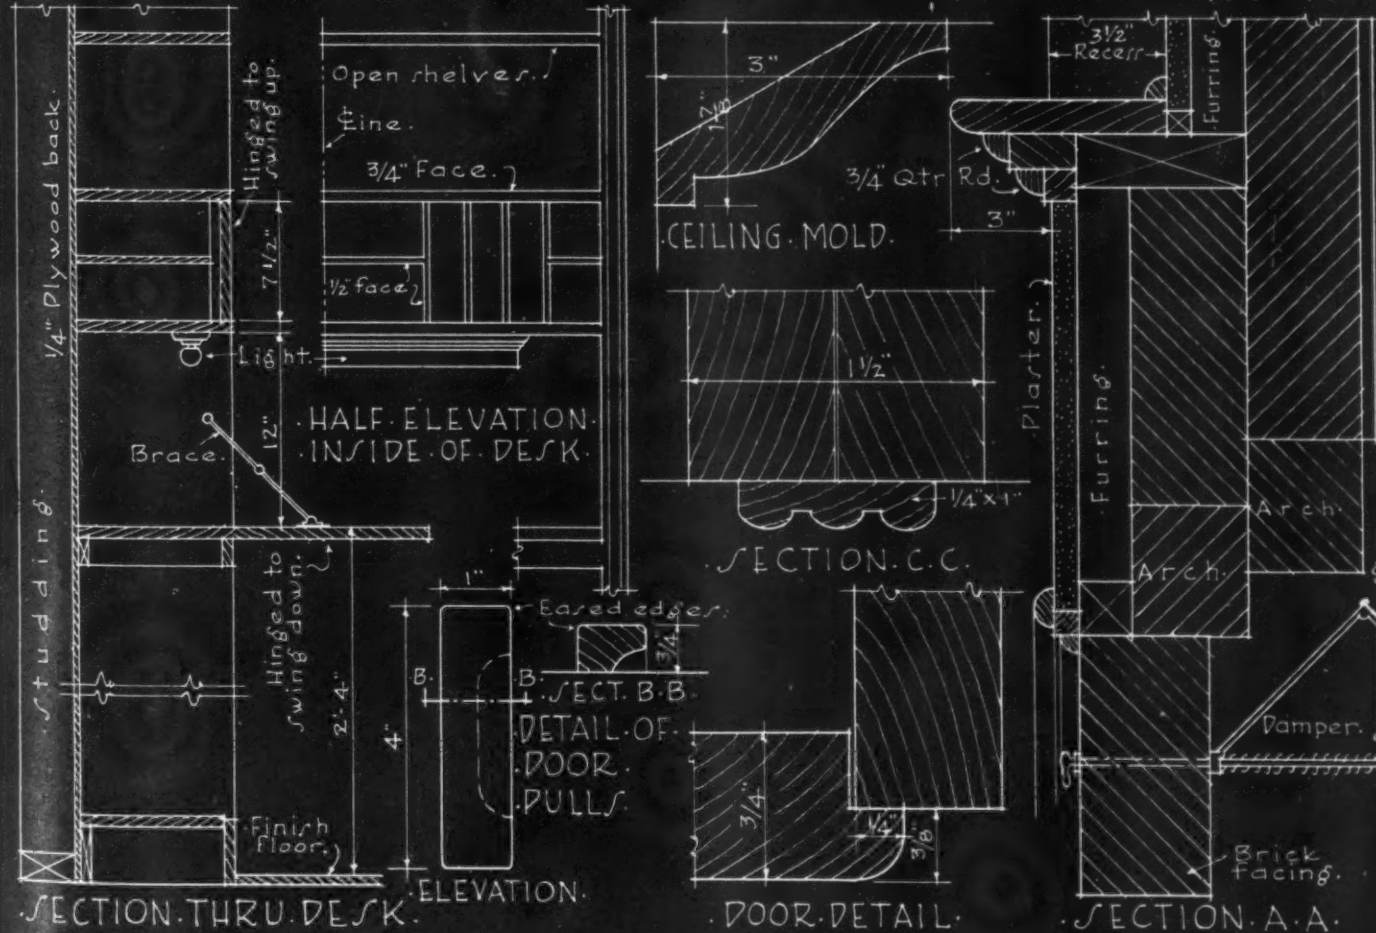 1/4" Plywood back.
Studding.
Hinged to
swing up.
7 1/2"
12"
Light.
Brace.
Hinged to
swing down.
2'-4"
Finish
floor.
·SECTION·THRU·DESK·
Open shelves.
3/4" Face.
1/2" face
·HALF·ELEVATION·
·INSIDE·OF·DESK·
1"
4"
B.
B.
·ELEVATION·
Eased edges.
·SECT. B·B·
·DETAIL·OF·
·DOOR·
·PULLS·
3"
1 7/8"
·CEILING·MOLD·
1 1/2"
1/4" x 1"
·SECTION·C.C.
3/4"
1/4"
3/8
·DOOR·DETAIL·
3 1/2"
Recess
Furring.
3/4" Qtr Rd.
3"
Plaster.
Furring.
Arch.
Arch.
Damper.
Brick
facing.
·SECTION·A.A.